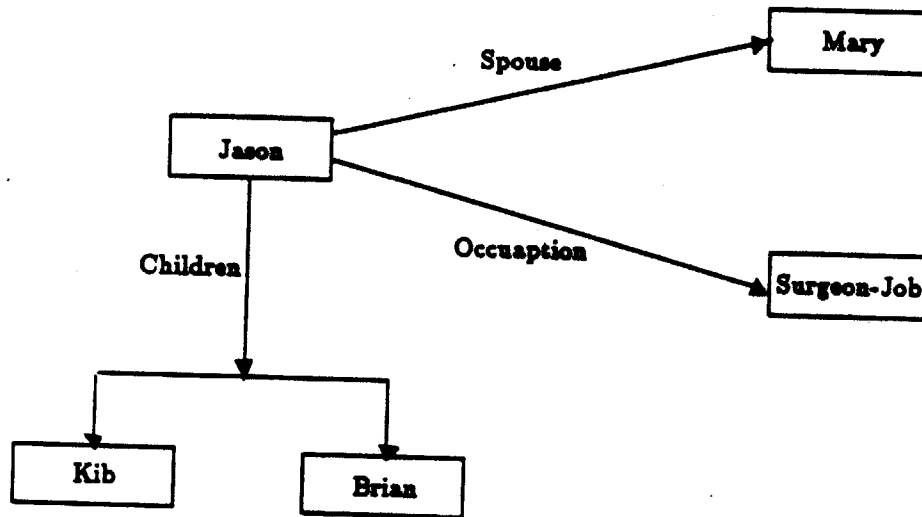 Mary
Spouse
Jason
Occuaption
Children
Surgeon-Job
Kib
Brian